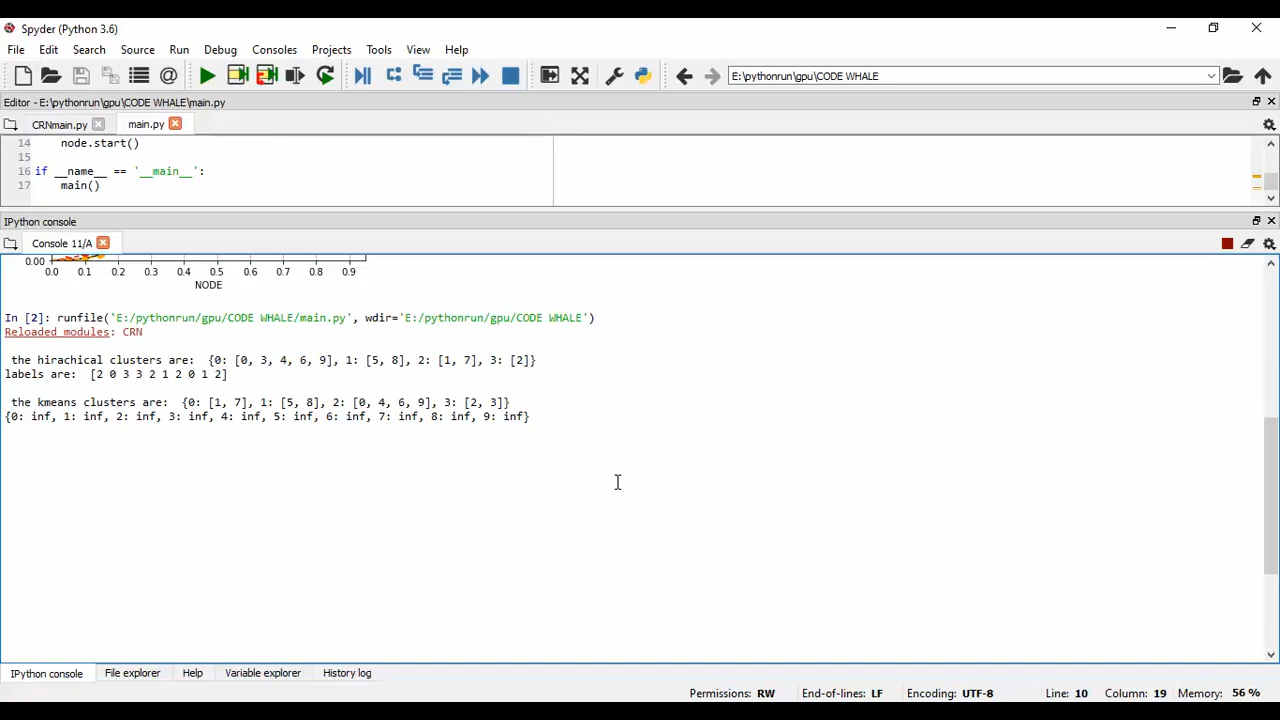 Spyder (Python 3.6)
File Edit Search Source Run Debug Consoles Projects Tools View Help
E:\pythonrun\gpu\CODE WHALE
Editor - E:\pythonrun\gpu\CODE WHALE\main.py
CRNmain.py main.py
14 node.start()
15
16 if __name__ == '__main__':
17 main()
IPython console
Console 11/A
0.00
0.0 0.1 0.2 0.3 0.4 0.5 0.6 0.7 0.8 0.9
NODE
In [2]: runfile('E:/pythonrun/gpu/CODE WHALE/main.py', wdir='E:/pythonrun/gpu/CODE WHALE')
Reloaded modules: CRN
the hirachical clusters are: {0: [0, 3, 4, 6, 9], 1: [5, 8], 2: [1, 7], 3: [2]}
labels are: [2 0 3 3 2 1 2 0 1 2]
the kmeans clusters are: {0: [1, 7], 1: [5, 8], 2: [0, 4, 6, 9], 3: [2, 3]}
{0: inf, 1: inf, 2: inf, 3: inf, 4: inf, 5: inf, 6: inf, 7: inf, 8: inf, 9: inf}
IPython console File explorer Help Variable explorer History log
Permissions: RW End-of-lines: LF Encoding: UTF-8 Line: 10 Column: 19 Memory: 56 %